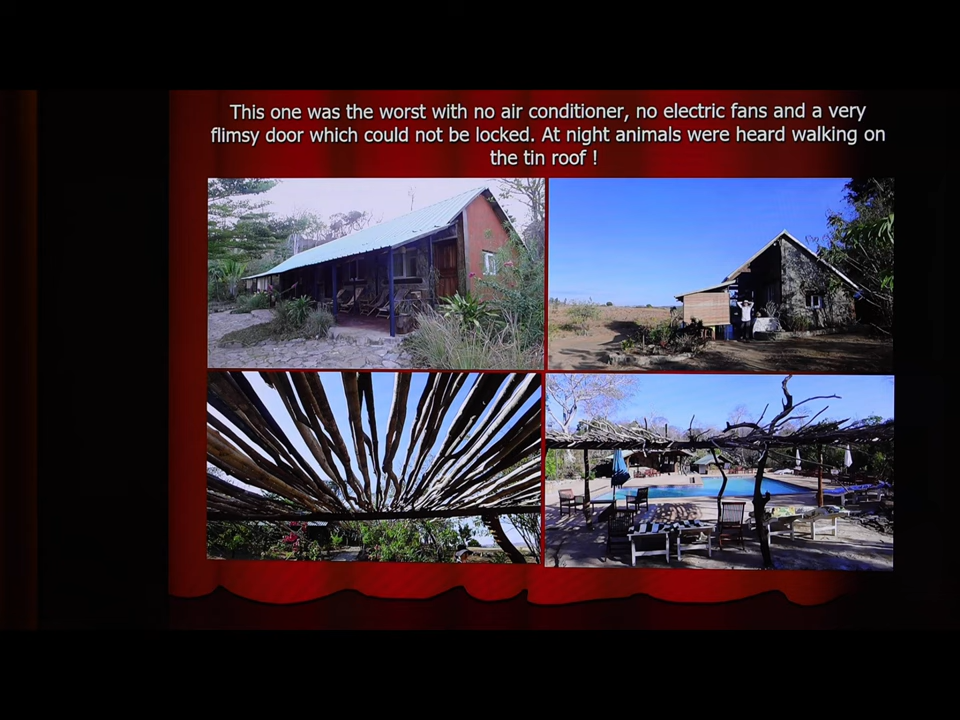 This one was the worst with no air conditioner, no electric fans and a very
flimsy door which could not be locked. At night animals were heard walking on
the tin roof !